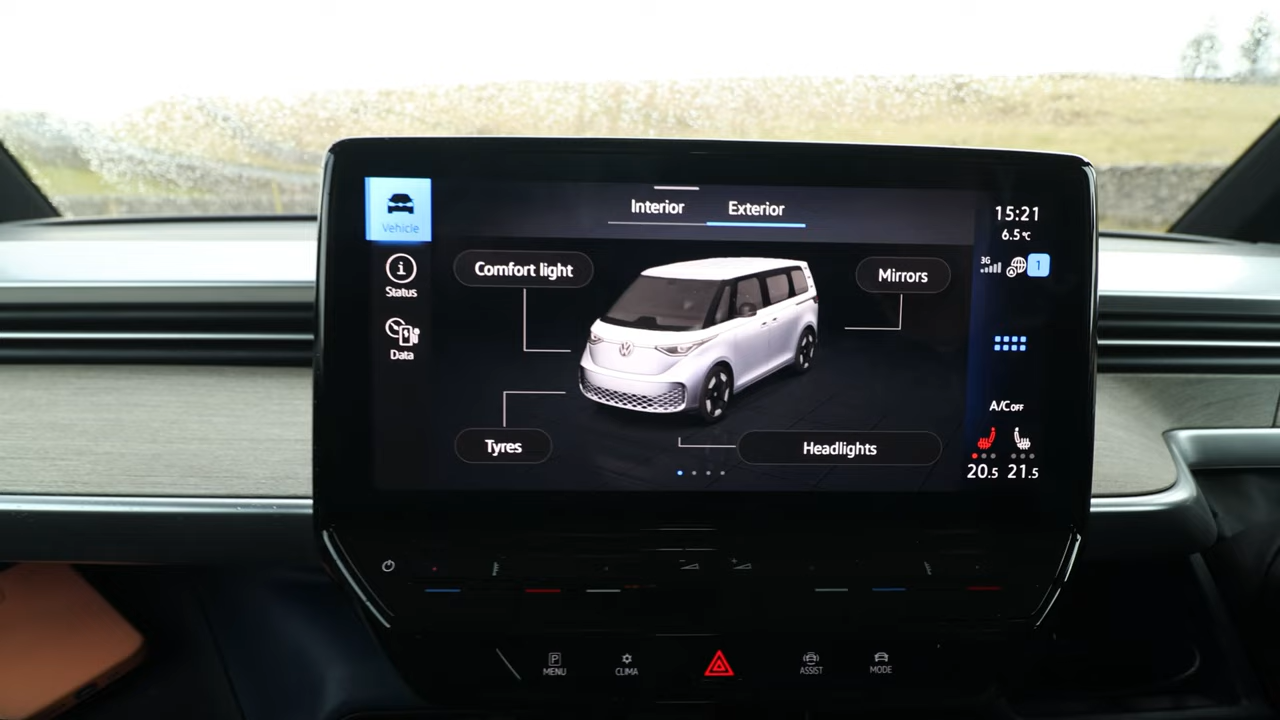 Vehicle
Interior
Exterior
15:21
6.5°C
Comfort light
Mirrors
3G
1
Status
Data
A/C OFF
Tyres
Headlights
20.5
21.5
P
MENU
CLIMA
ASSIST
MODE